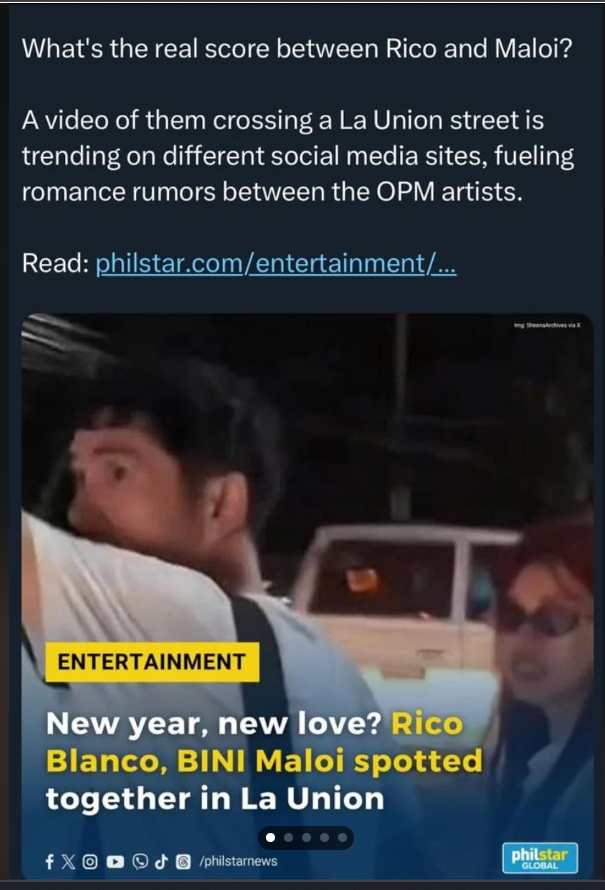 What's the real score between Rico and Maloi?
A video of them crossing a La Union street is
trending on different social media sites, fueling
romance rumors between the OPM artists.
Read: philstar.com/entertainment/...
Img: SheenaArchives via X
ENTERTAINMENT
New year, new love? Rico
Blanco, BINI Maloi spotted
together in La Union
/philstarnews
philstar
GLOBAL